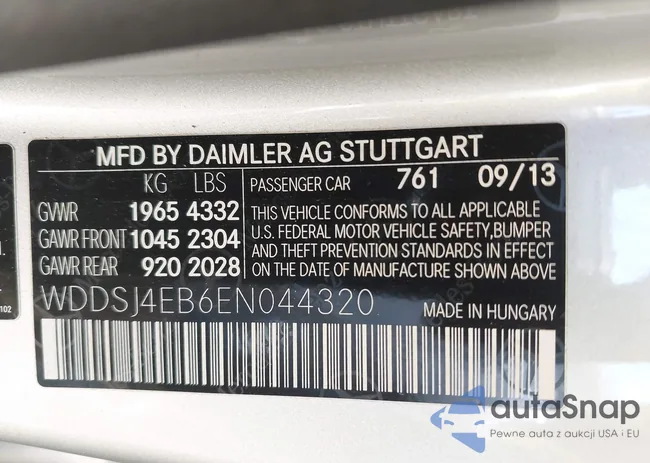 MFD BY DAIMLER AG STUTTGART
KG LBS
GVWR 1965 4332
GAWR FRONT 1045 2304
GAWR REAR 920 2028
PASSENGER CAR 761 09/13
THIS VEHICLE CONFORMS TO ALL APPLICABLE
U.S. FEDERAL MOTOR VEHICLE SAFETY,BUMPER
AND THEFT PREVENTION STANDARDS IN EFFECT
ON THE DATE OF MANUFACTURE SHOWN ABOVE
WDDSJ4EB6EN044320 MADE IN HUNGARY
102
autoSnap
Pewne auta z aukcji USA i EU